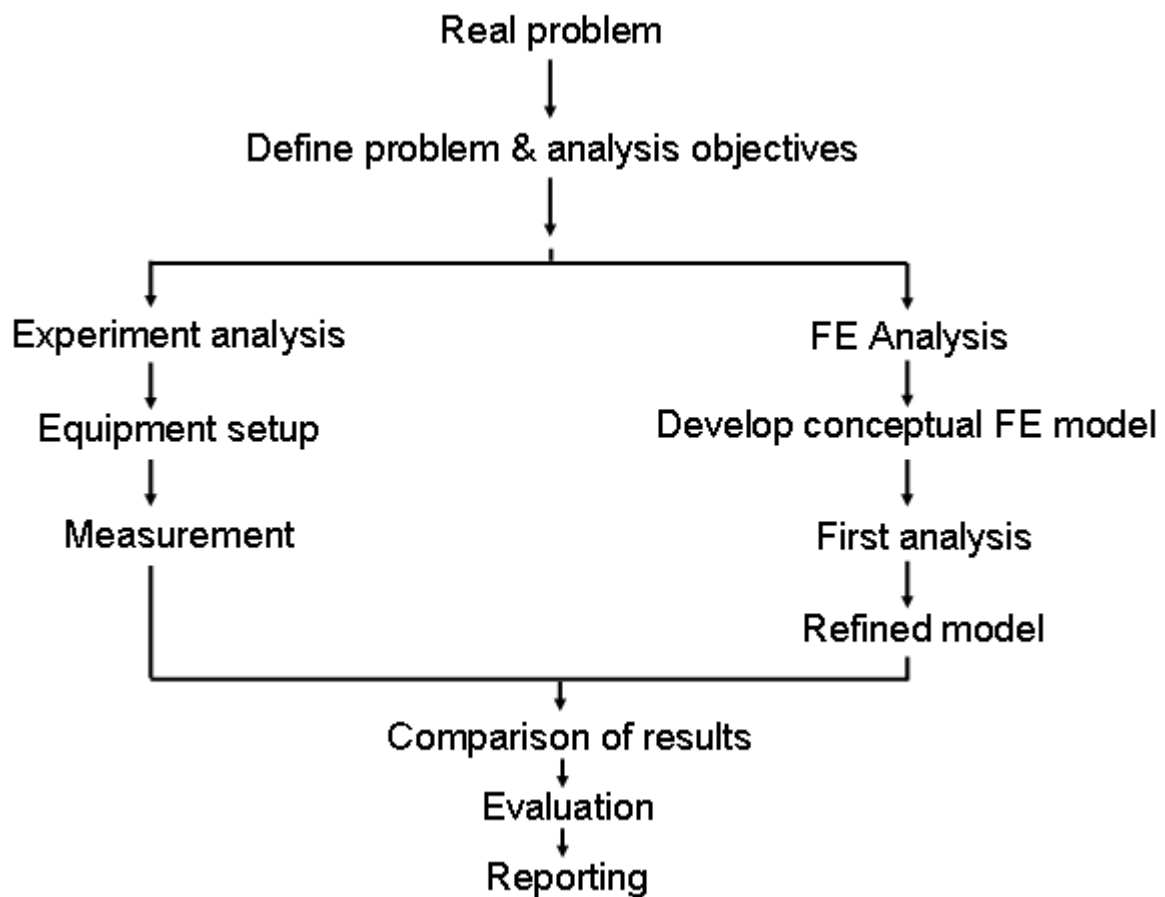 Real problem
Define problem & analysis objectives
Experiment analysis
FE Analysis
Equipment setup
Develop conceptual FE model
Measurement
First analysis
Refined model
Comparison of results
Evaluation
Reporting